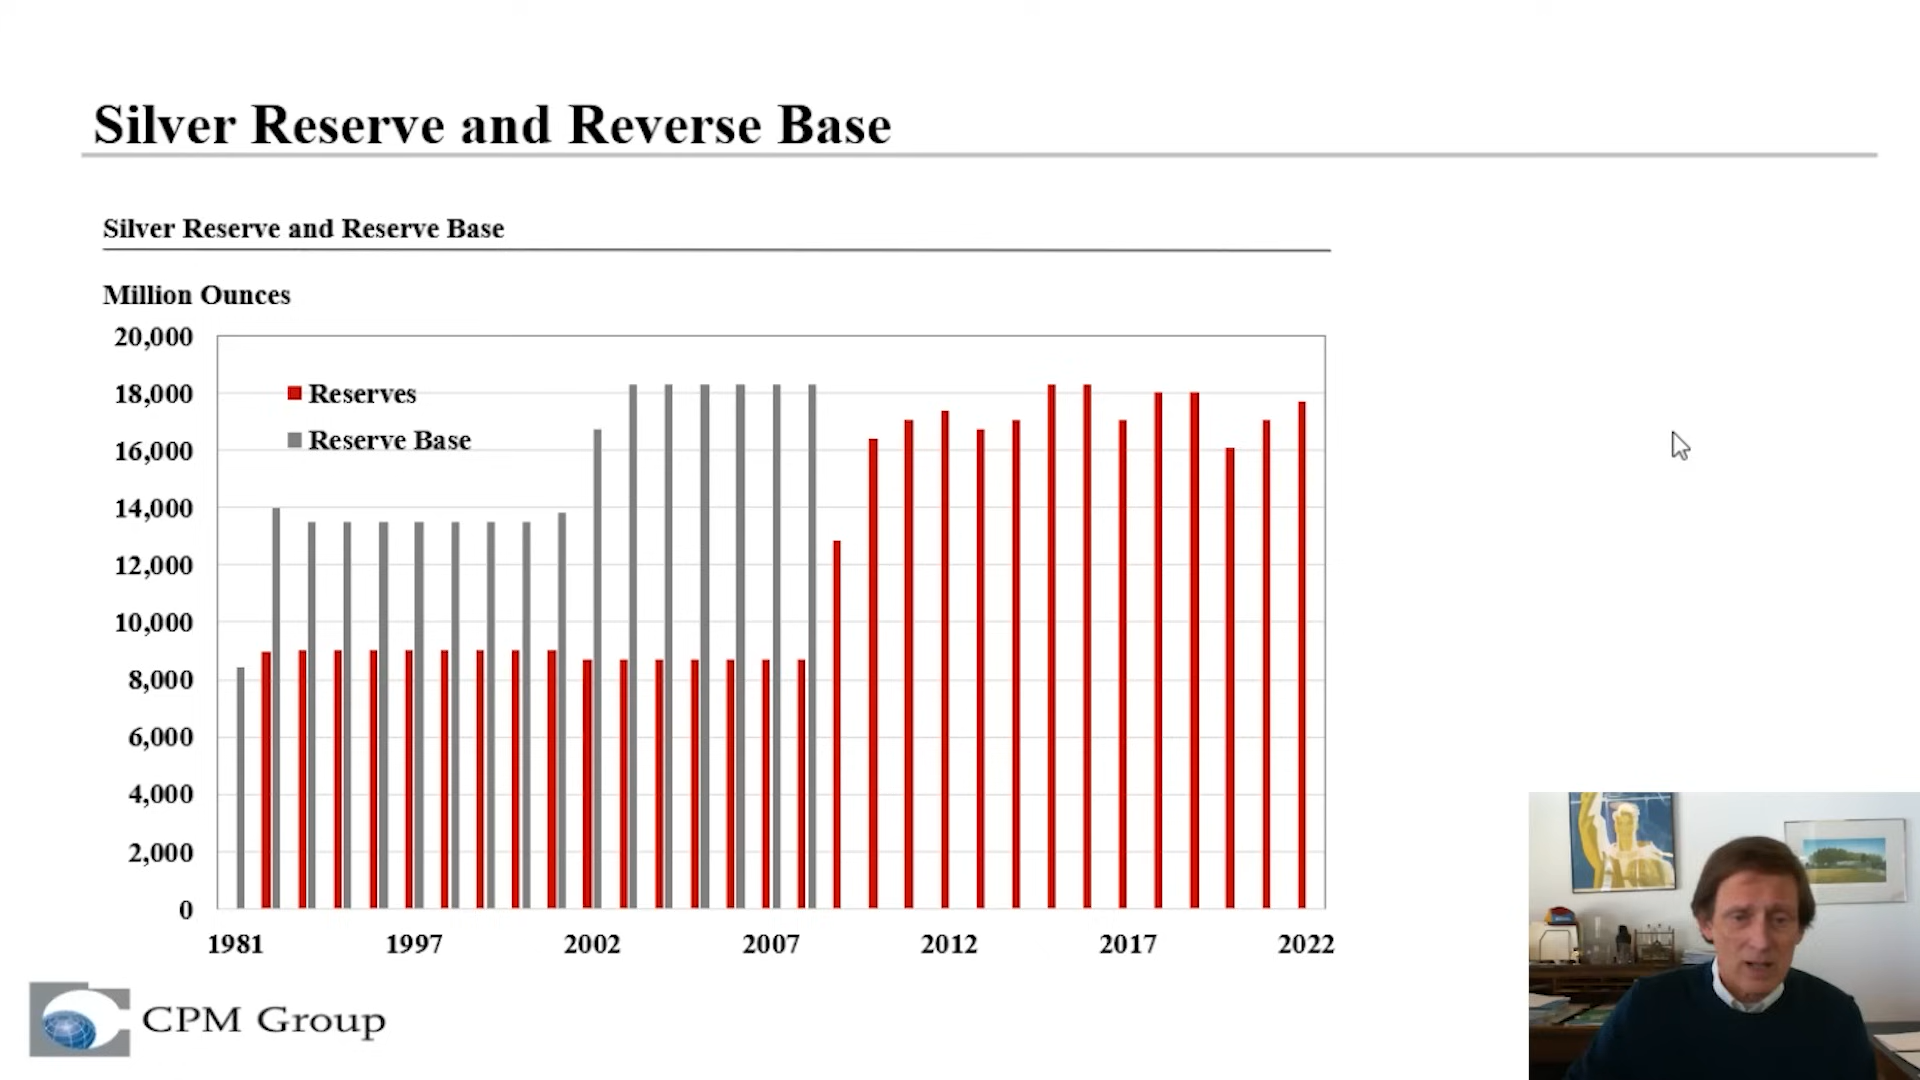 Silver Reserve and Reverse Base
Silver Reserve and Reserve Base
Million Ounces
20,000
18,000
Reserves
Reserve Base
16,000
14,000
12,000
10,000
8,000
6,000
4,000
2,000
0
1981 1997 2002 2007 2012 2017 2022
CPM Group